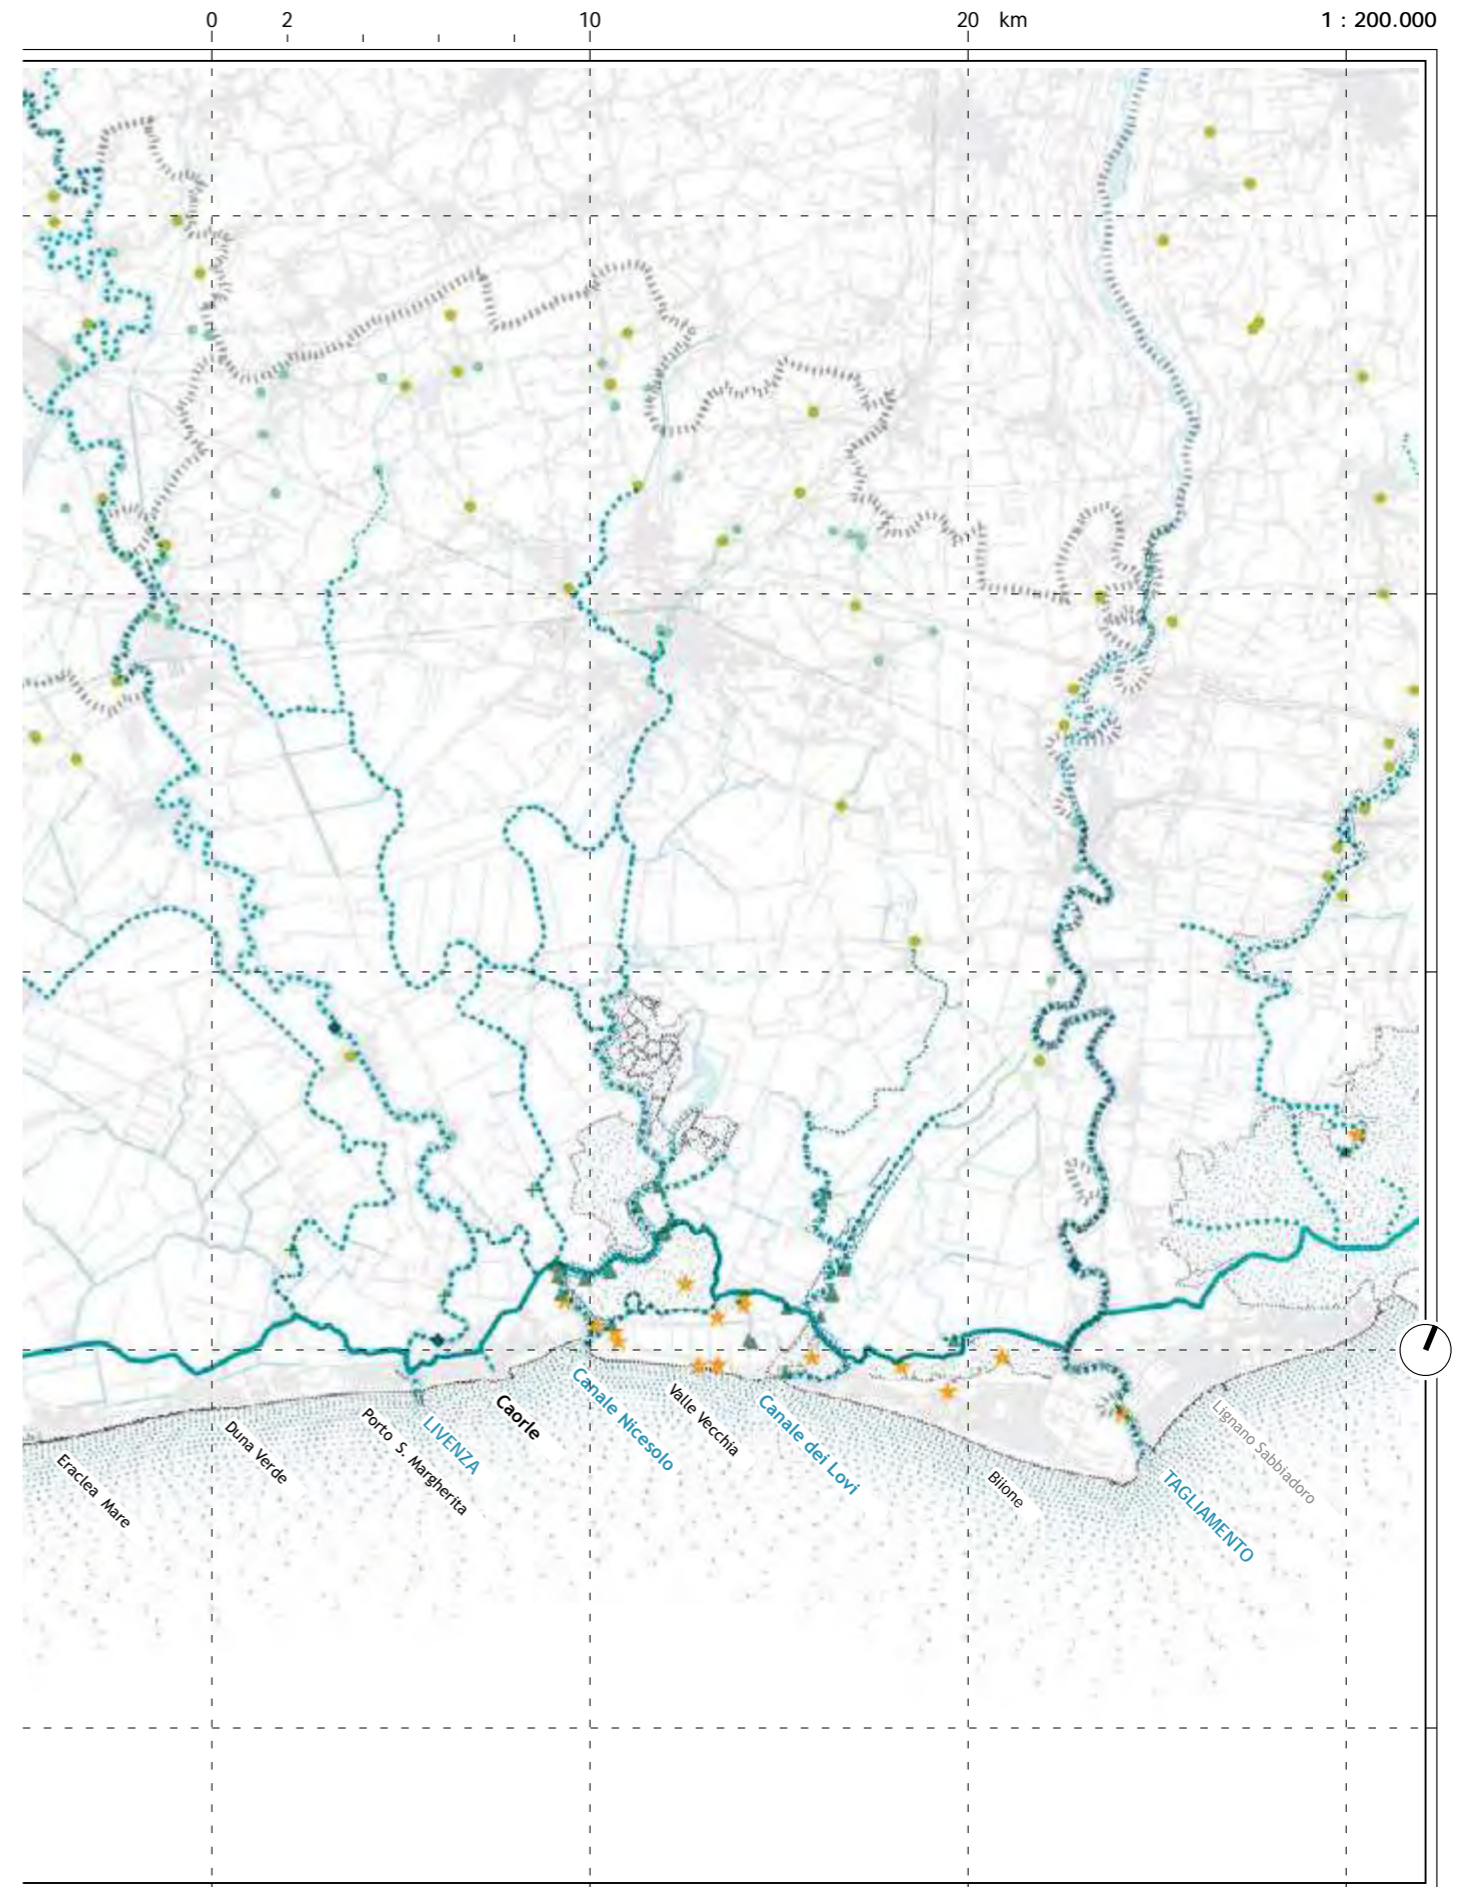 0 2 10 20 km 1 : 200.000
Eraclea Mare
Duna Verde
Porto S. Margherita
LIVENZA
Caorle
Canale Nicesolo
Valle Vecchia
Canale dei Lovi
Biione
TAGLIAMENTO
Lignano Sabbiadoro